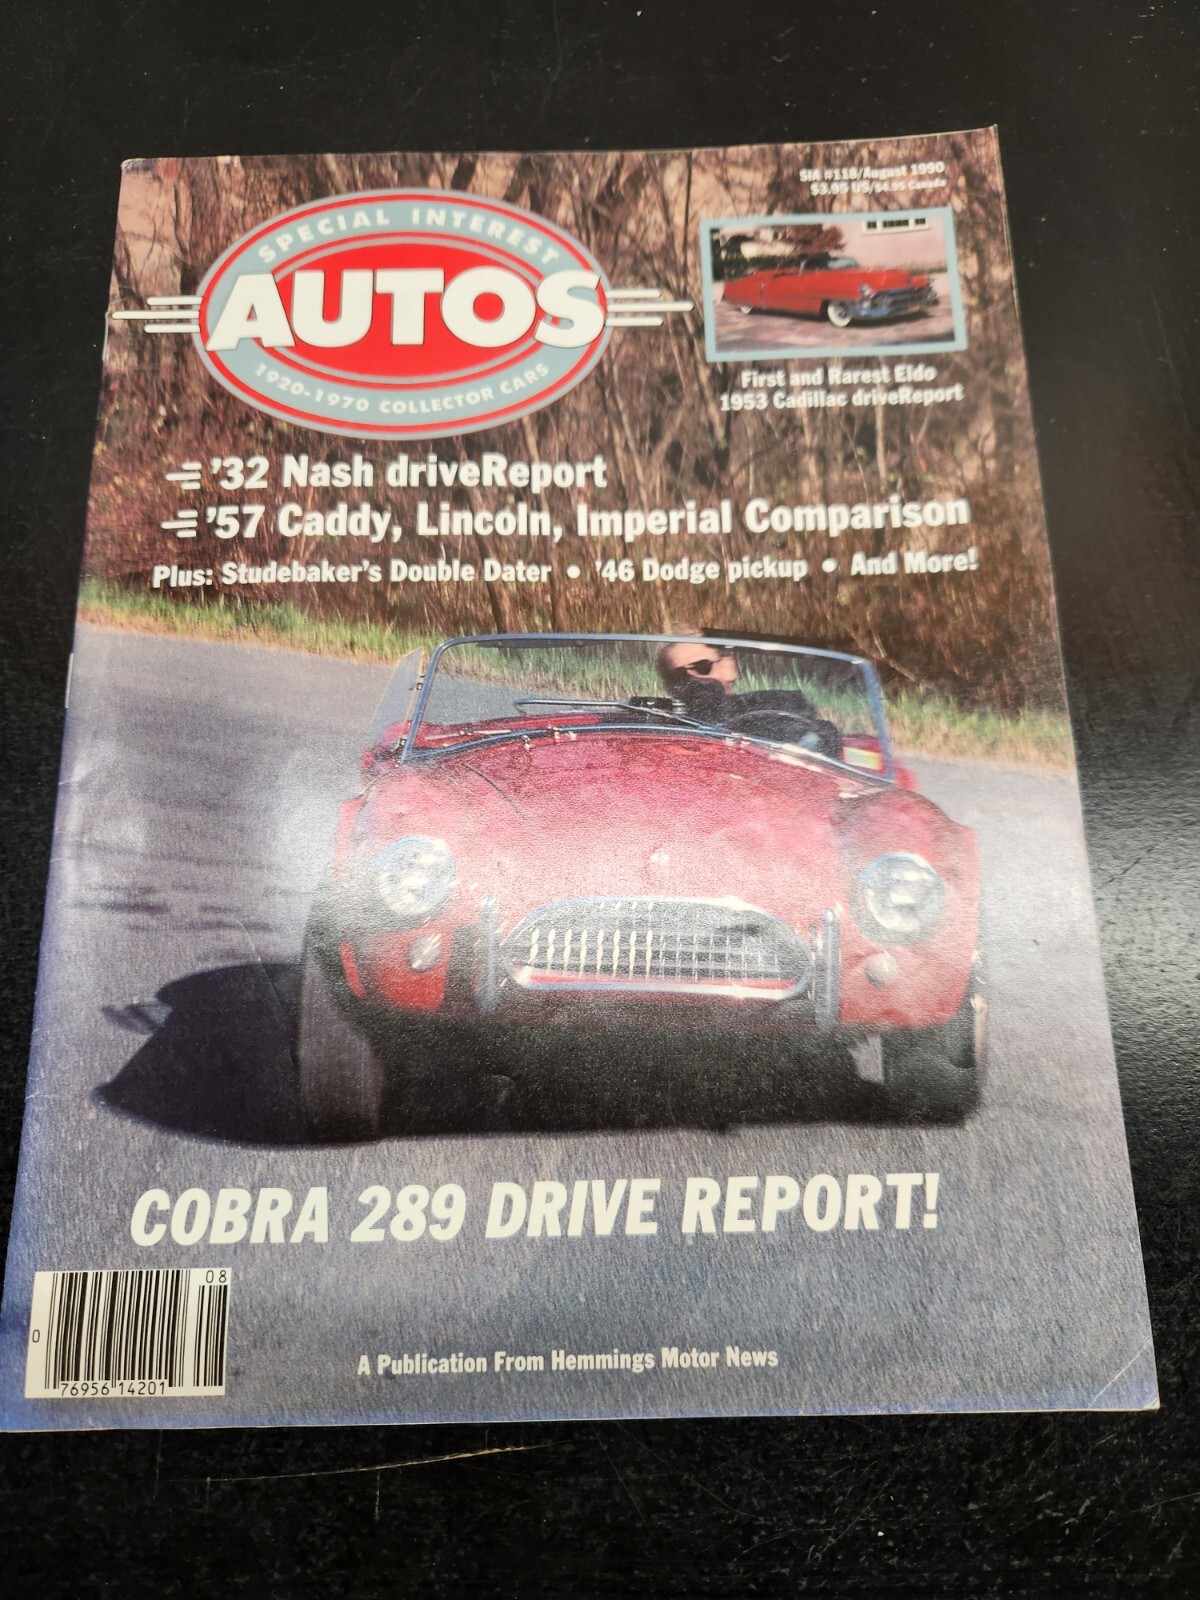 SIA #118/August 1990
$3.95 US/$4.95 Canada
SPECIAL INTEREST
AUTOS
1920-1970 COLLECTOR CARS
First and Rarest Eldo
1953 Cadillac driveReport
'32 Nash driveReport
'57 Caddy, Lincoln, Imperial Comparison
Plus: Studebaker's Double Dater • '46 Dodge pickup • And More!
COBRA 289 DRIVE REPORT!
08
0
76956 14201
A Publication From Hemmings Motor News